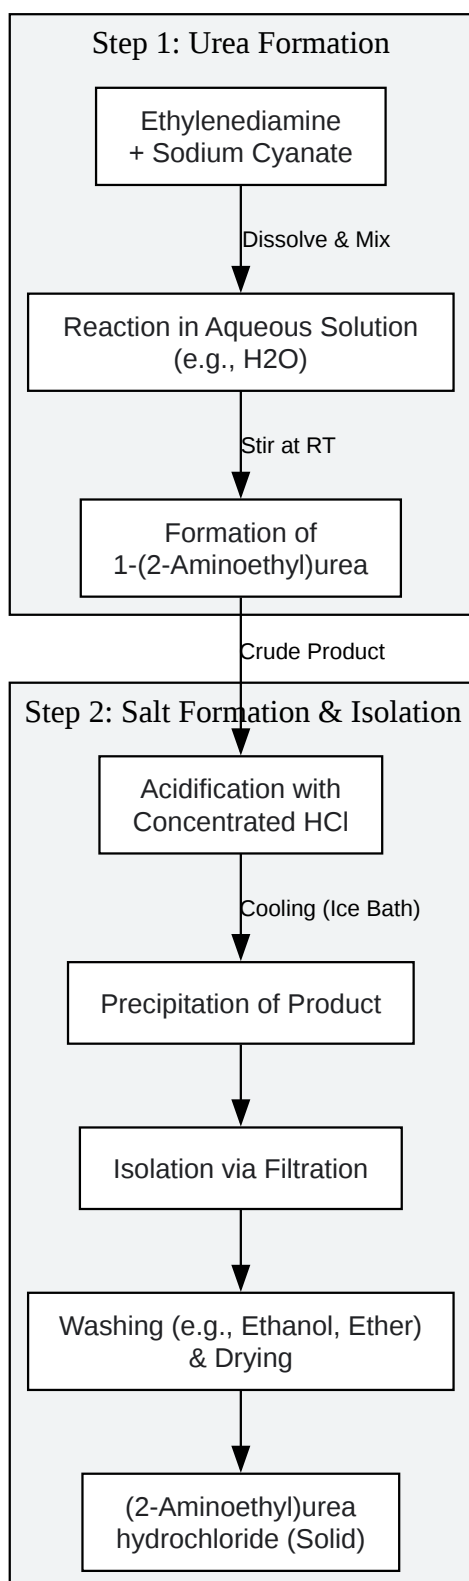 Step 1: Urea Formation
Ethylenediamine
+ Sodium Cyanate
Dissolve & Mix
Reaction in Aqueous Solution
(e.g., H2O)
Stir at RT
Formation of
1-(2-Aminoethyl)urea
Crude Product
Step 2: Salt Formation & Isolation
Acidification with
Concentrated HCl
Cooling (Ice Bath)
Precipitation of Product
Isolation via Filtration
Washing (e.g., Ethanol, Ether)
& Drying
(2-Aminoethyl)urea
hydrochloride (Solid)